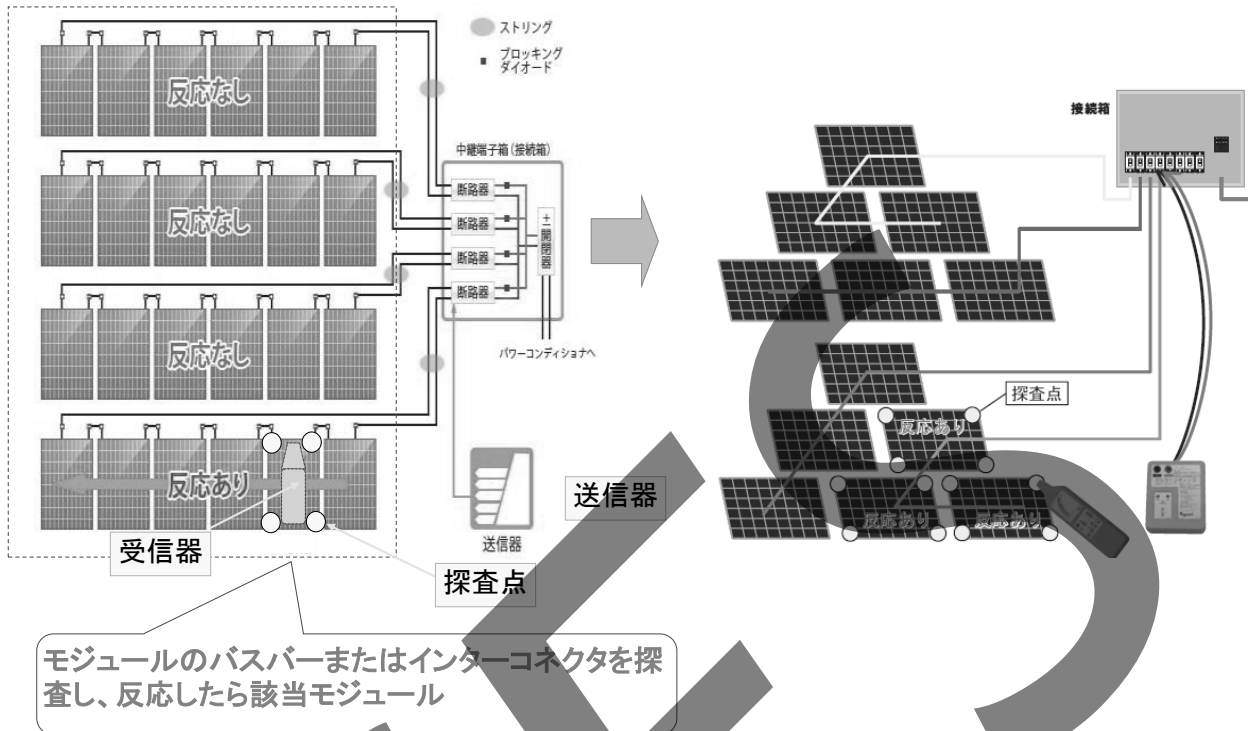 ストリング
ブロッキング
ダイオード
反応なし
中継端子箱(接続箱)
断路器
反応なし
断路器
断路器
断路器
主開閉器
反応なし
パワーコンディショナへ
反応あり
受信器
探査点
送信器
送信器
モジュールのバスバーまたはインターコネクタを探
査し、反応したら該当モジュール
接続箱
探査点
反応あり
反応あり
反応あり